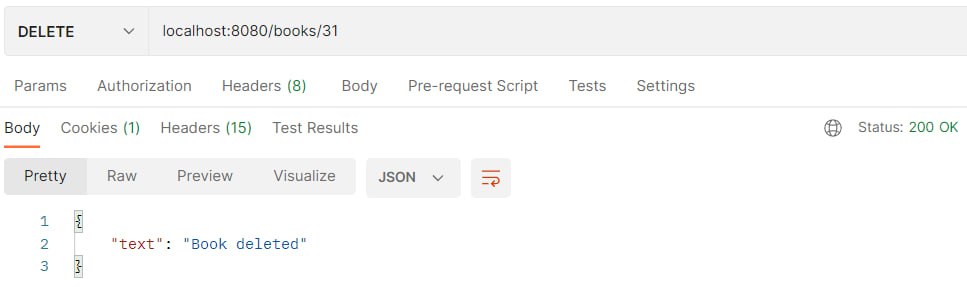 DELETE localhost:8080/books/31
Params Authorization Headers (8) Body Pre-request Script Tests Settings
Body Cookies (1) Headers (15) Test Results Status: 200 OK
Pretty Raw Preview Visualize JSON
1 {
2 "text": "Book deleted"
3 }